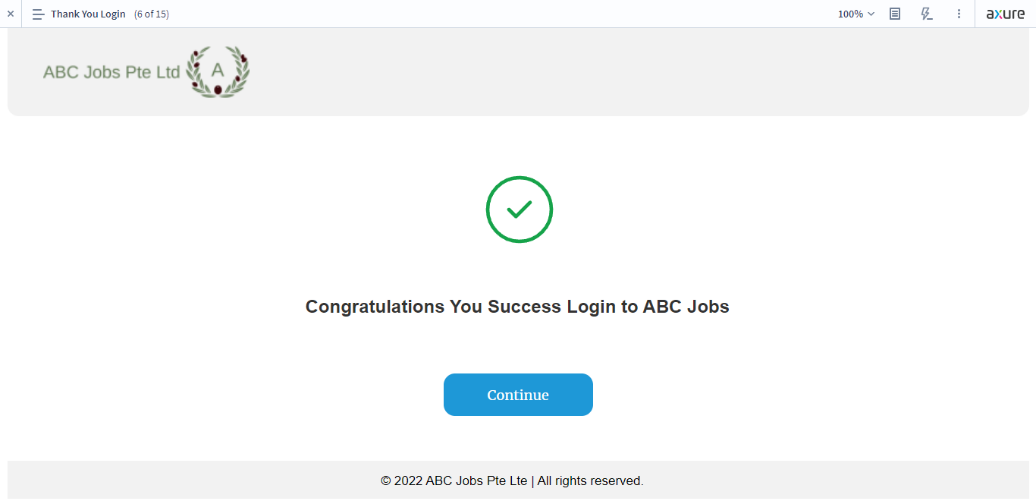 Thank You Login (6 of 15) 100% axure
ABC Jobs Pte Ltd A
Congratulations You Success Login to ABC Jobs
Continue
© 2022 ABC Jobs Pte Lte | All rights reserved.